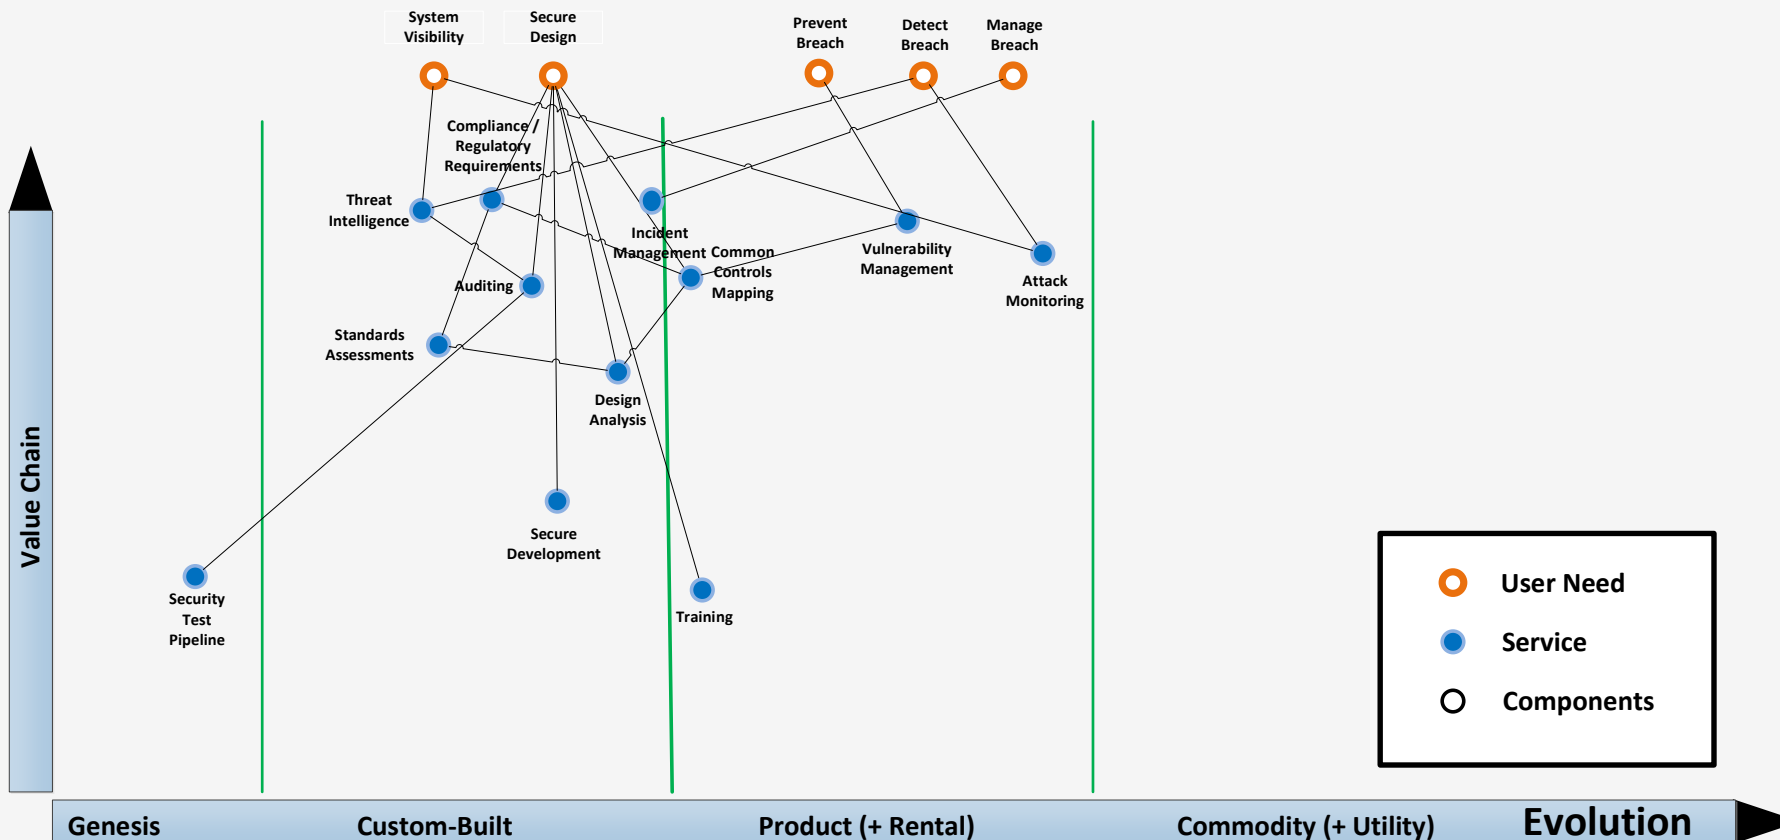 System
Visibility
Secure
Design
Prevent
Breach
Detect
Breach
Manage
Breach
Compliance /
Regulatory
Requirements
Threat
Intelligence
Incident
Management
Common
Controls
Mapping
Vulnerability
Management
Attack
Monitoring
Auditing
Standards
Assessments
Design
Analysis
Secure
Development
Security
Test
Pipeline
Training
Value Chain
User Need
Service
Components
Genesis
Custom-Built
Product (+ Rental)
Commodity (+ Utility)
Evolution